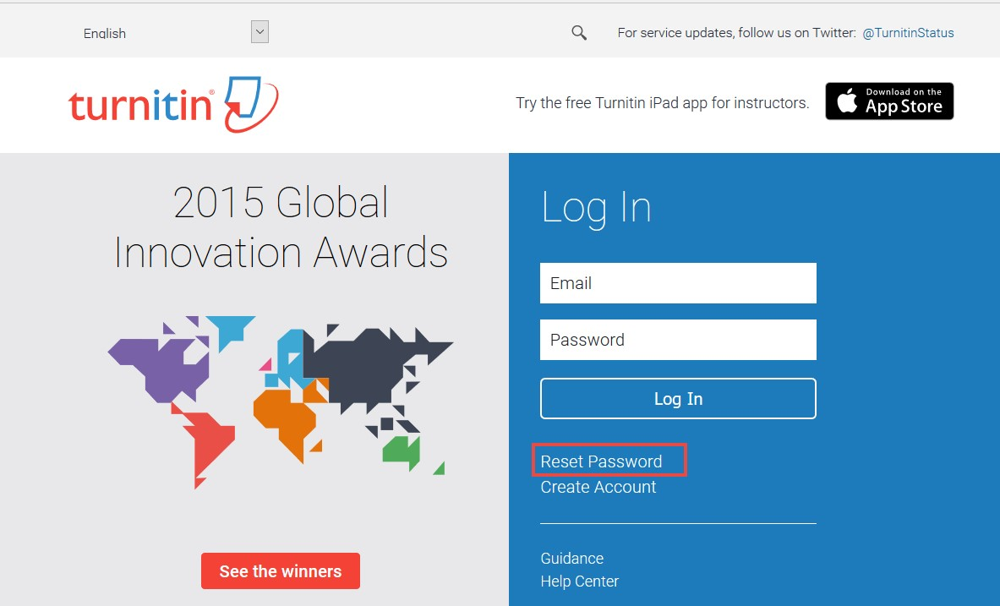 English
For service updates, follow us on Twitter: @TurnitinStatus
turnitin®
Try the free Turnitin iPad app for instructors.
Download on the
App Store
2015 Global
Innovation Awards
See the winners
Log In
Email
Password
Log In
Reset Password
Create Account
Guidance
Help Center